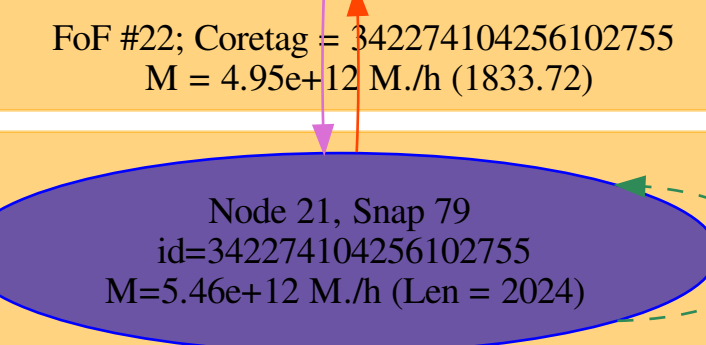 FoF #22; Coretag = 342274104256102755
M = 4.95e+12 M./h (1833.72)
Node 21, Snap 79
id=342274104256102755
M=5.46e+12 M./h (Len = 2024)